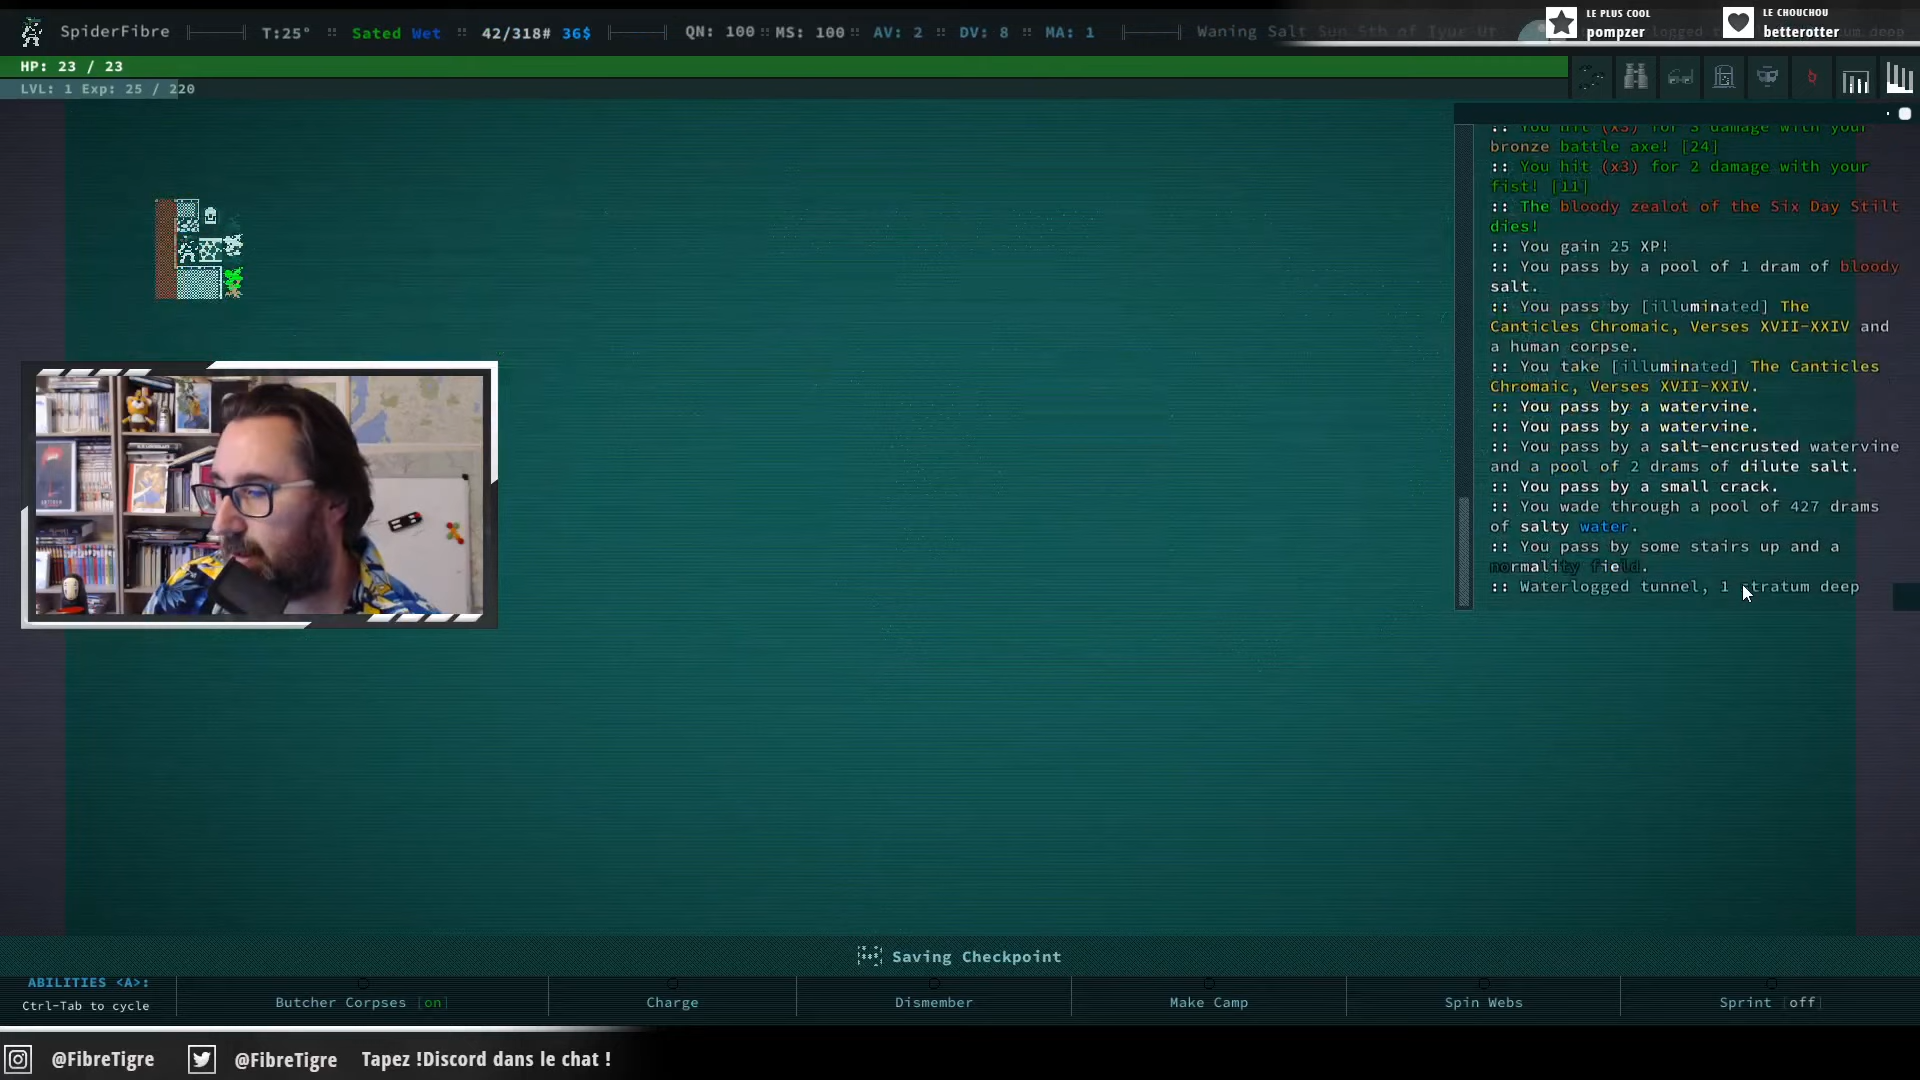 SpiderFibre T:25° :: Sated Wet :: 42/318# 36$ QN: 100 :: MS: 100 :: AV: 2 :: DV: 8 :: MA: 1 Waning Salt Sun 5th of Iyur Ut
LE PLUS COOL
pompzer
LE CHOUCHOU
betterotter
HP: 23 / 23
LVL: 1 Exp: 25 / 220
:: You hit (x3) for 3 damage with your
bronze battle axe! [24]
:: You hit (x3) for 2 damage with your
fist! [11]
:: The bloody zealot of the Six Day Stilt
dies!
:: You gain 25 XP!
:: You pass by a pool of 1 dram of bloody
salt.
:: You pass by [illuminated] The
Canticles Chromaic, Verses XVII-XXIV and
a human corpse.
:: You take [illuminated] The Canticles
Chromaic, Verses XVII-XXIV.
:: You pass by a watervine.
:: You pass by a watervine.
:: You pass by a salt-encrusted watervine
and a pool of 2 drams of dilute salt.
:: You pass by a small crack.
:: You wade through a pool of 427 drams
of salty water.
:: You pass by some stairs up and a
normality field.
:: Waterlogged tunnel, 1 stratum deep
Saving Checkpoint
ABILITIES <A>:
Ctrl-Tab to cycle
Butcher Corpses [on]
Charge
Dismember
Make Camp
Spin Webs
Sprint [off]
@FibreTigre @FibreTigre Tapez !Discord dans le chat !